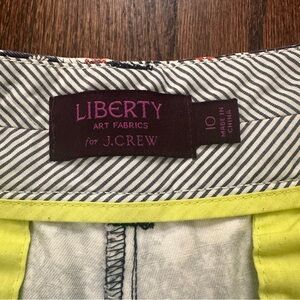 LIBERTY
ART FABRICS
for J.CREW
10
MADE IN
CHINA